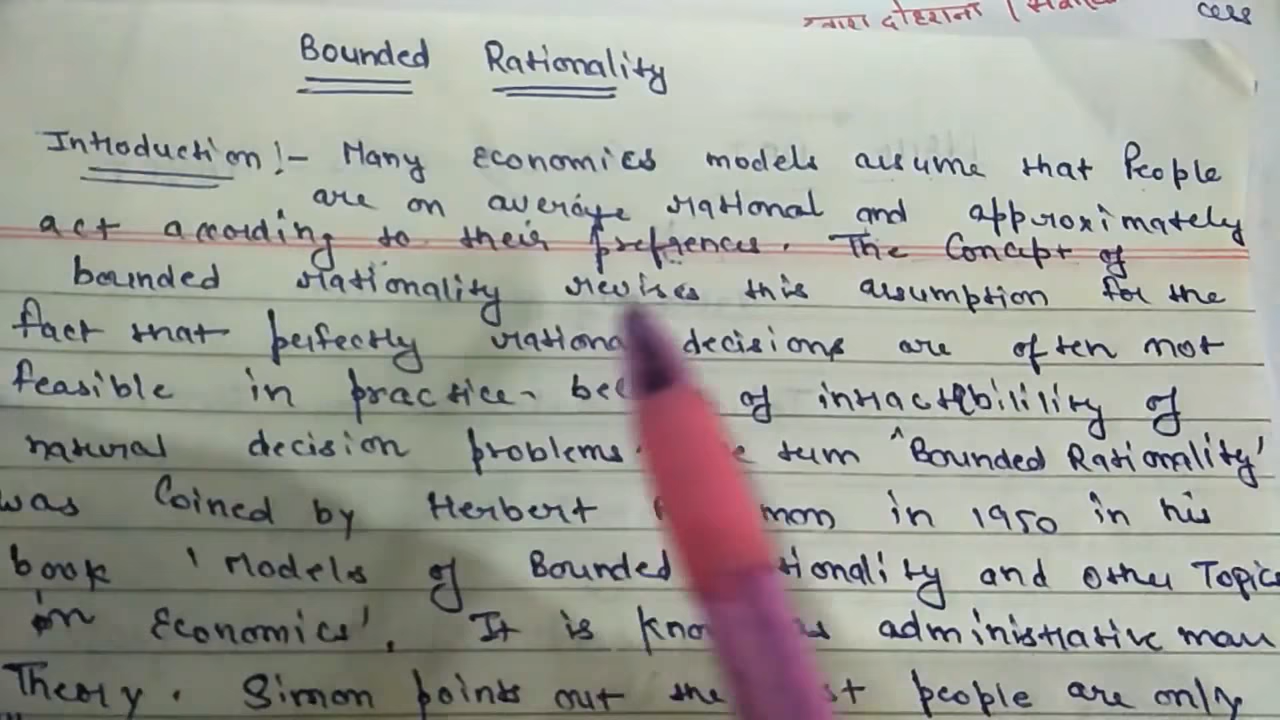 द्वारा दोहराना
cess
Bounded Rationality
Introduction :- Many Economics models assume that People
are on average rational and approximately
act according to their prefrences. The Concept of
bounded rationality revises this assumption for the
fact that perfectly rational decisions are often not
feasible in practice of intractibilility of
natural decision problems. term 'Bounded Rationality'
was Coined by Herbert in 1950 in his
book 'Models of Bounded and other Topics
in Economics'. It is administrative man
Theory. Simon points out the people are only